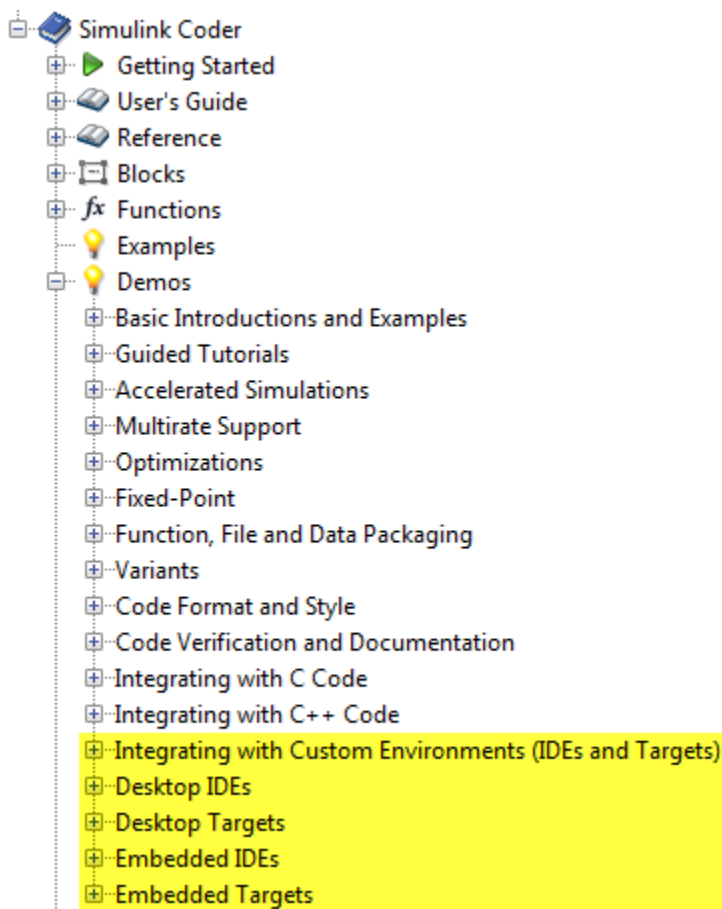 Simulink Coder
Getting Started
User's Guide
Reference
Blocks
fx Functions
Examples
Demos
Basic Introductions and Examples
Guided Tutorials
Accelerated Simulations
Multirate Support
Optimizations
Fixed-Point
Function, File and Data Packaging
Variants
Code Format and Style
Code Verification and Documentation
Integrating with C Code
Integrating with C++ Code
Integrating with Custom Environments (IDEs and Targets)
Desktop IDEs
Desktop Targets
Embedded IDEs
Embedded Targets